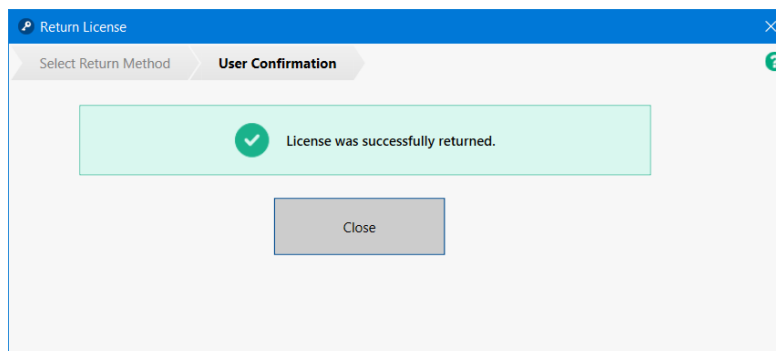 Return License
Select Return Method
User Confirmation
License was successfully returned.
Close